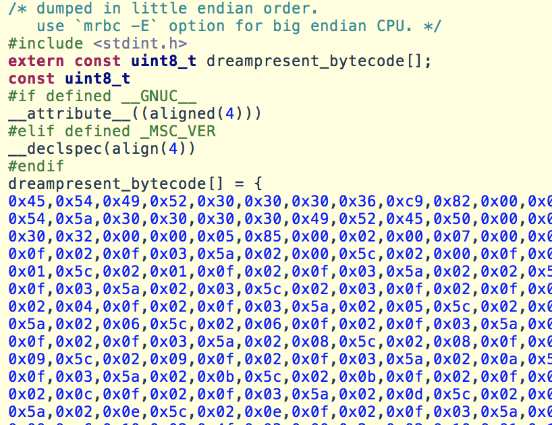 /* dumped in little endian order.
   use `mrbc -E` option for big endian CPU. */
#include <stdint.h>
extern const uint8_t dreampresent_bytecode[];
const uint8_t
#if defined __GNUC__
__attribute__((aligned(4)))
#elif defined _MSC_VER
__declspec(align(4))
#endif
dreampresent_bytecode[] = {
0x45,0x54,0x49,0x52,0x30,0x30,0x30,0x36,0xc9,0x82,0x00,0x0
0x54,0x5a,0x30,0x30,0x30,0x30,0x49,0x52,0x45,0x50,0x00,0x0
0x30,0x32,0x00,0x00,0x05,0x85,0x00,0x02,0x00,0x07,0x00,0x0
0x0f,0x02,0x0f,0x03,0x5a,0x02,0x00,0x5c,0x02,0x00,0x0f,0x0
0x01,0x5c,0x02,0x01,0x0f,0x02,0x0f,0x03,0x5a,0x02,0x02,0x5
0x0f,0x03,0x5a,0x02,0x03,0x5c,0x02,0x03,0x0f,0x02,0x0f,0x0
0x02,0x04,0x0f,0x02,0x0f,0x03,0x5a,0x02,0x05,0x5c,0x02,0x0
0x5a,0x02,0x06,0x5c,0x02,0x06,0x0f,0x02,0x0f,0x03,0x5a,0x0
0x0f,0x02,0x0f,0x03,0x5a,0x02,0x08,0x5c,0x02,0x08,0x0f,0x0
0x09,0x5c,0x02,0x09,0x0f,0x02,0x0f,0x03,0x5a,0x02,0x0a,0x5
0x0f,0x03,0x5a,0x02,0x0b,0x5c,0x02,0x0b,0x0f,0x02,0x0f,0x0
0x02,0x0c,0x0f,0x02,0x0f,0x03,0x5a,0x02,0x0d,0x5c,0x02,0x0
0x5a,0x02,0x0e,0x5c,0x02,0x0e,0x0f,0x02,0x0f,0x03,0x5a,0x0